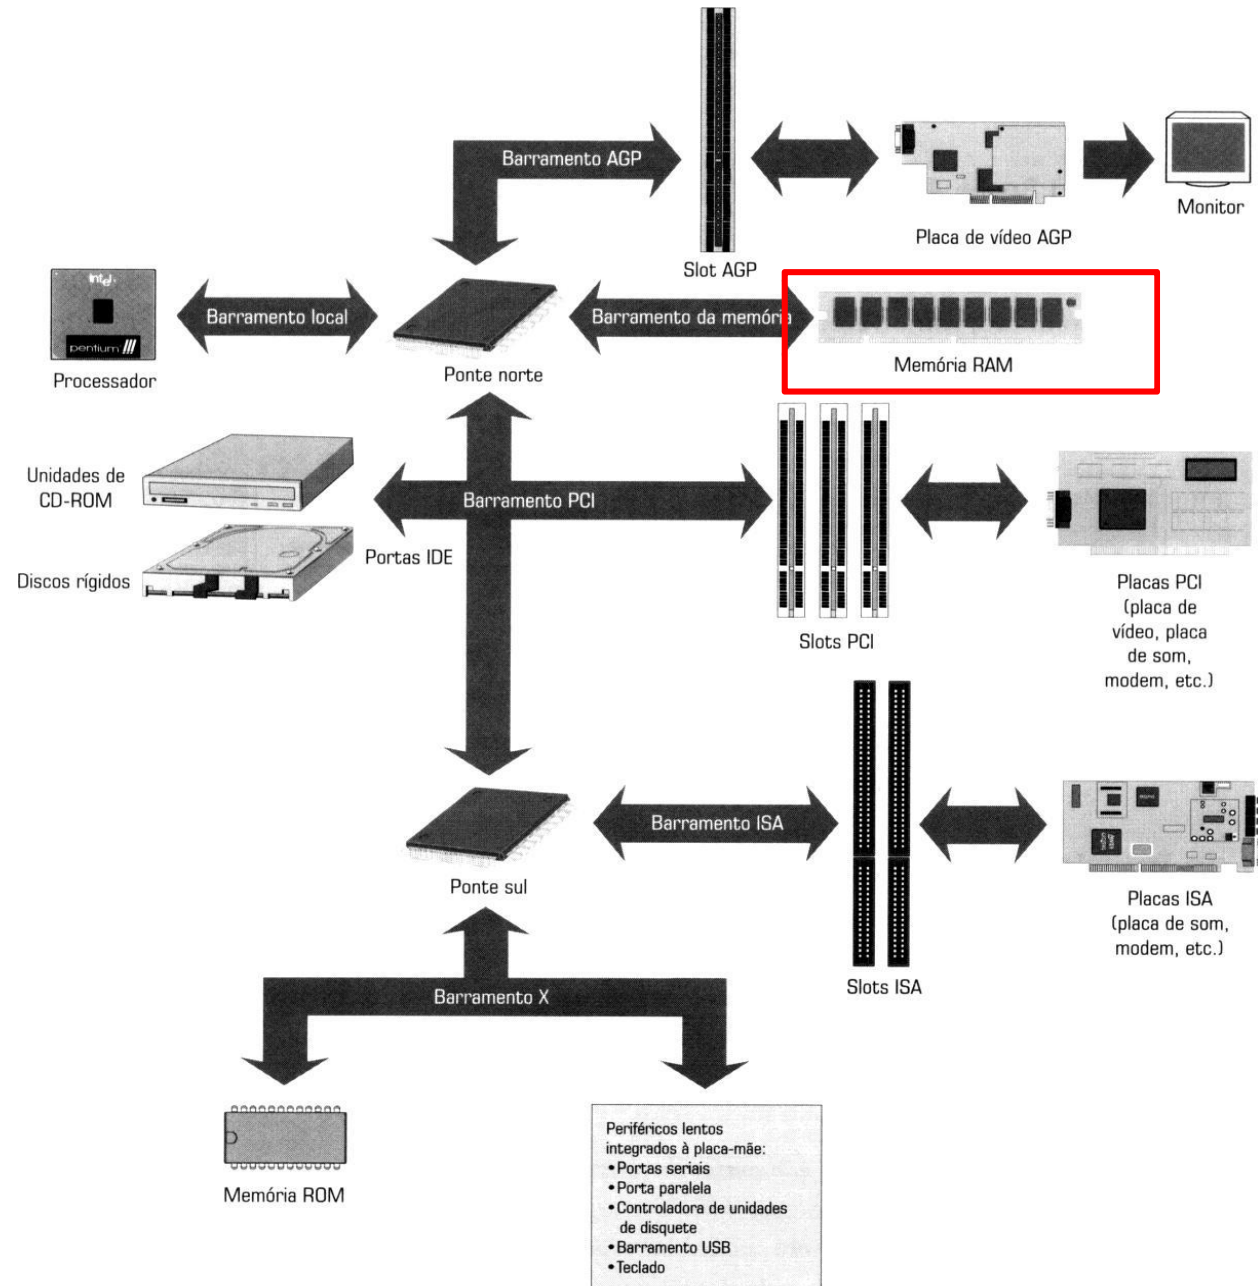 Barramento AGP
Monitor
Placa de vídeo AGP
Slot AGP
intel
pentium III
Processador
Barramento local
Ponte norte
Barramento da memória
Memória RAM
Unidades de
CD-ROM
Discos rígidos
Portas IDE
Barramento PCI
Slots PCI
Placas PCI
(placa de
vídeo, placa
de som,
modem, etc.)
Ponte sul
Barramento ISA
Slots ISA
Placas ISA
(placa de som,
modem, etc.)
Barramento X
Memória ROM
Periféricos lentos
integrados à placa-mãe:
•Portas seriais
•Porta paralela
•Controladora de unidades
de disquete
•Barramento USB
•Teclado